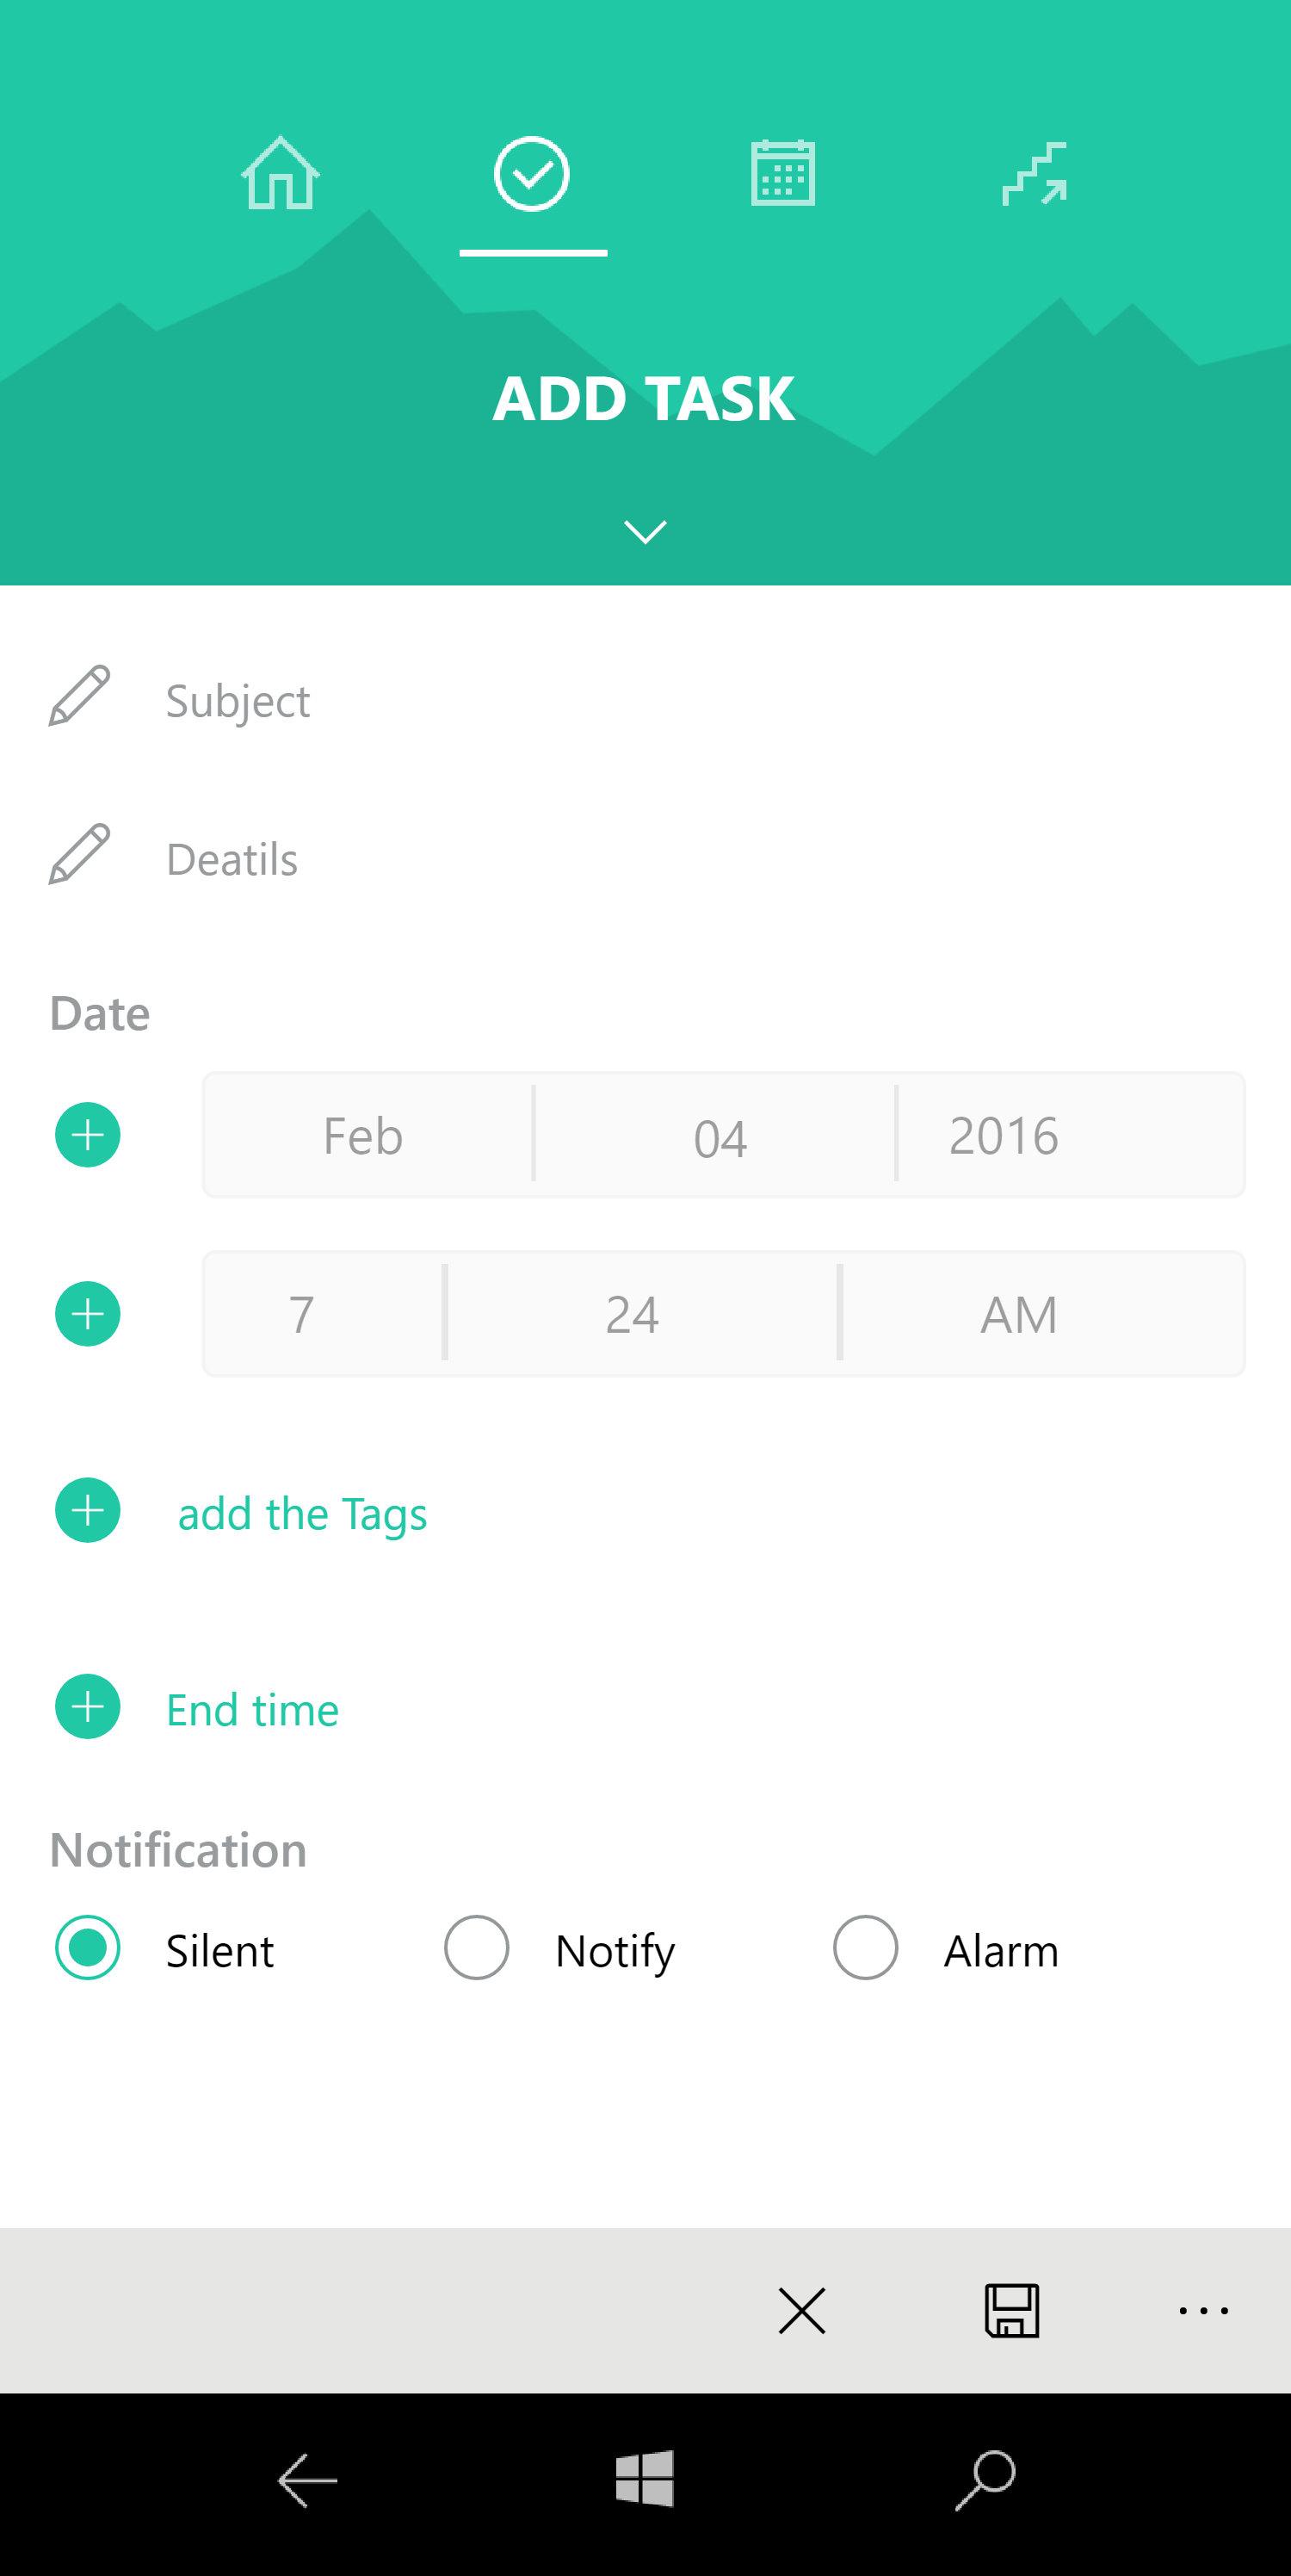 ADD TASK
Subject
Deatils
Date
Feb 04 2016
7 24 AM
add the Tags
End time
Notification
Silent Notify Alarm